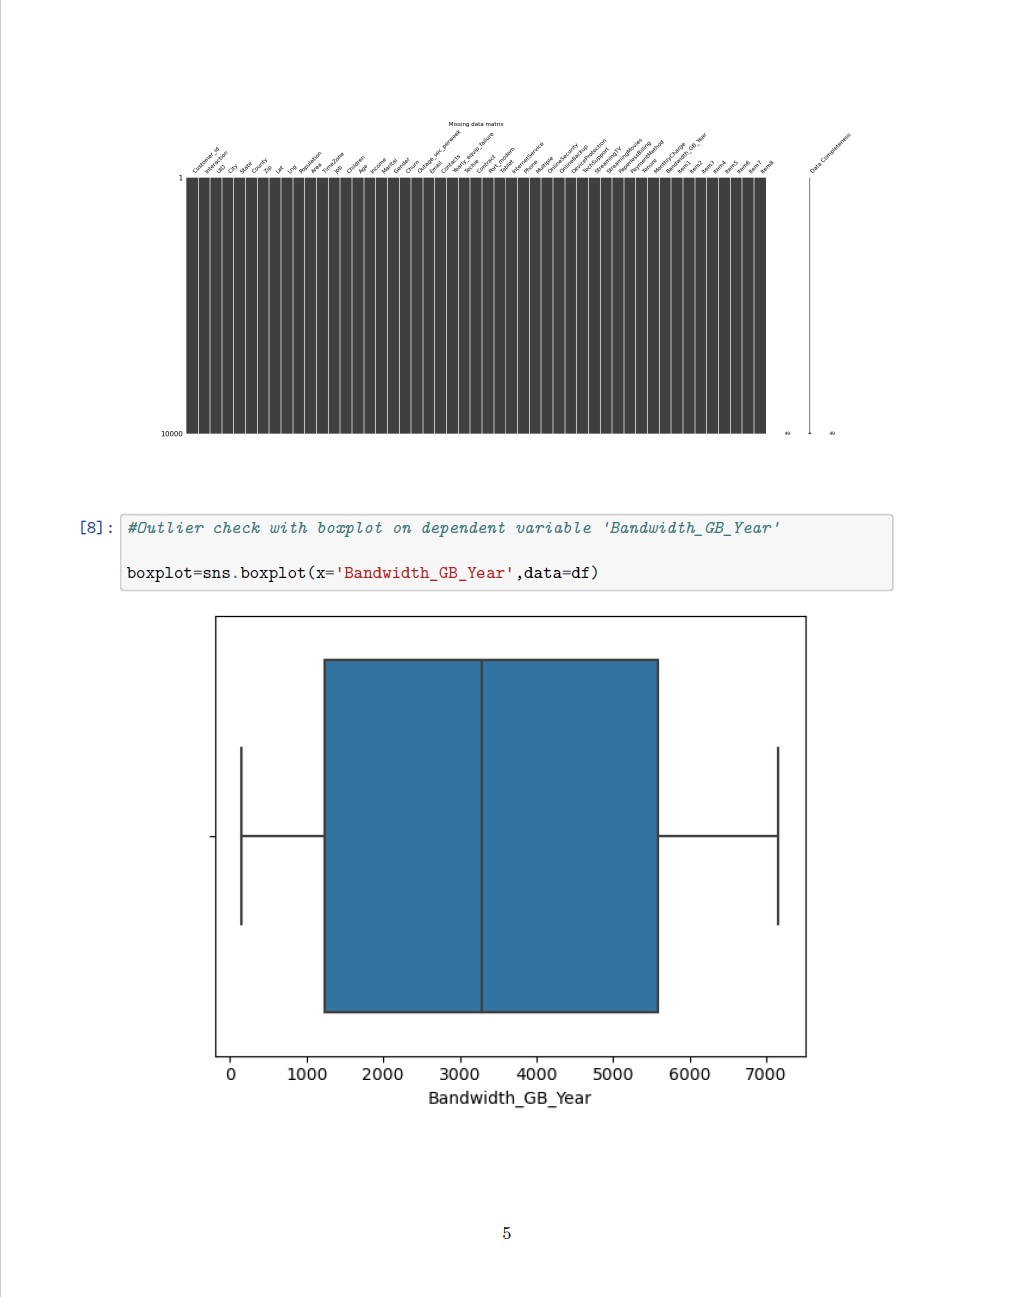 Missing data matrix
Customer_id
Interaction
UID
City
State
County
Zip
Lat
Lng
Population
Area
TimeZone
Job
Children
Age
Income
Marital
Gender
Churn
Outage_sec_perweek
Email
Contacts
Yearly_equip_failure
Techie
Contract
Port_modem
Tablet
InternetService
Phone
Multiple
OnlineSecurity
OnlineBackup
DeviceProtection
TechSupport
StreamingTV
StreamingMovies
PaperlessBilling
PaymentMethod
Tenure
MonthlyCharge
Bandwidth_GB_Year
Item1
Item2
Item3
Item4
Item5
Item6
Item7
Item8
Data Completeness
1
10000
[8]: #Outlier check with boxplot on dependent variable 'Bandwidth_GB_Year'
boxplot=sns.boxplot(x='Bandwidth_GB_Year',data=df)
0 1000 2000 3000 4000 5000 6000 7000
Bandwidth_GB_Year
5